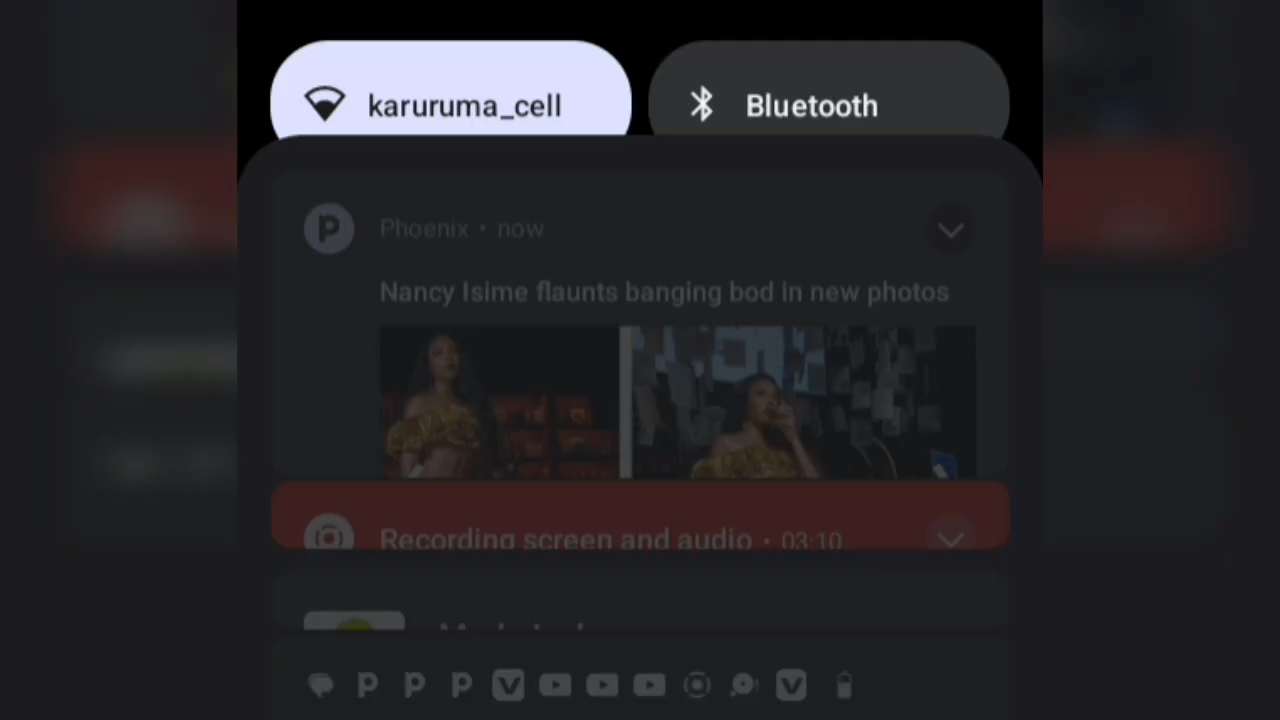 karuruma_cell
Bluetooth
Phoenix • now
Nancy Isime flaunts banging bod in new photos
Recording screen and audio • 03:10